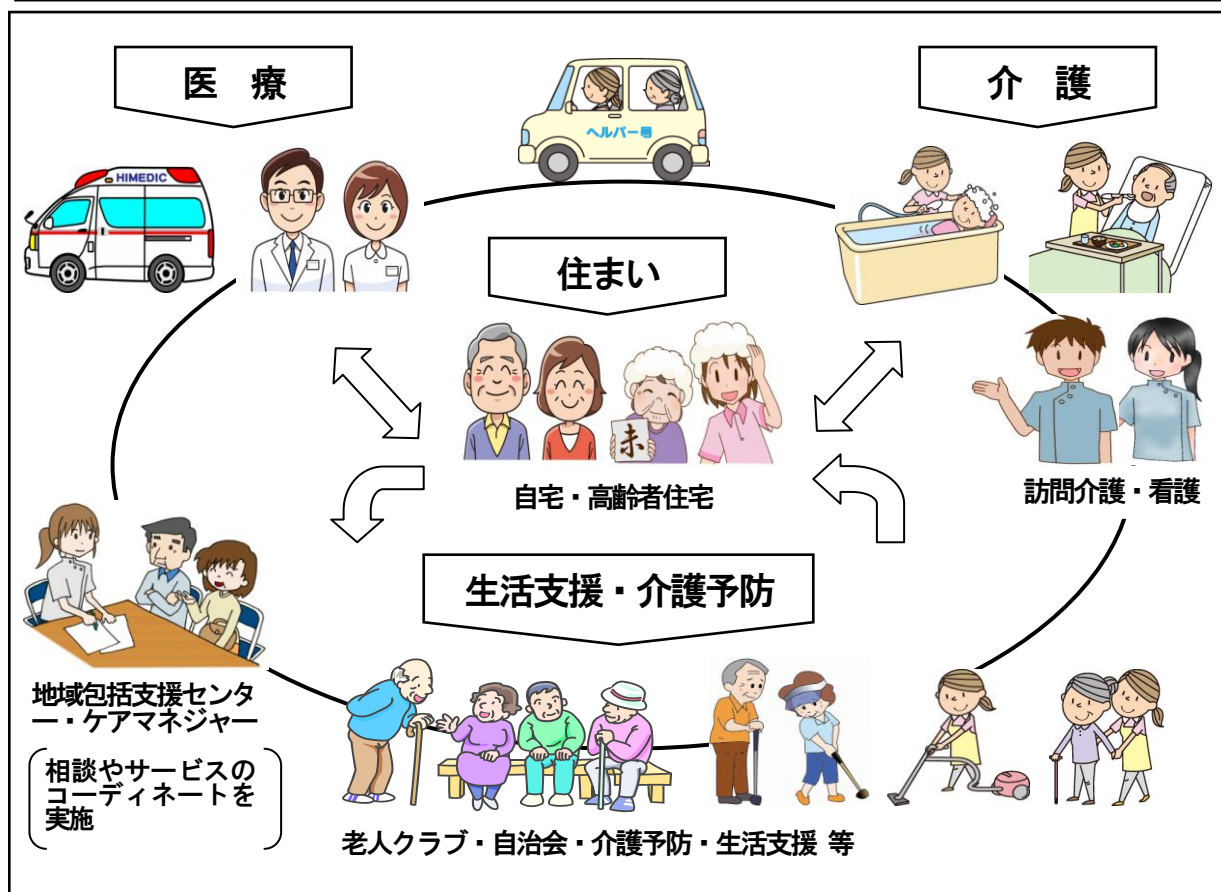 医　療
介　護
ヘルパー号
HIMEDIC
住まい
未
自宅・高齢者住宅
訪問介護・看護
生活支援・介護予防
地域包括支援センタ
ー・ケアマネジャー
相談やサービスの
コーディネートを
実施
老人クラブ・自治会・介護予防・生活支援 等